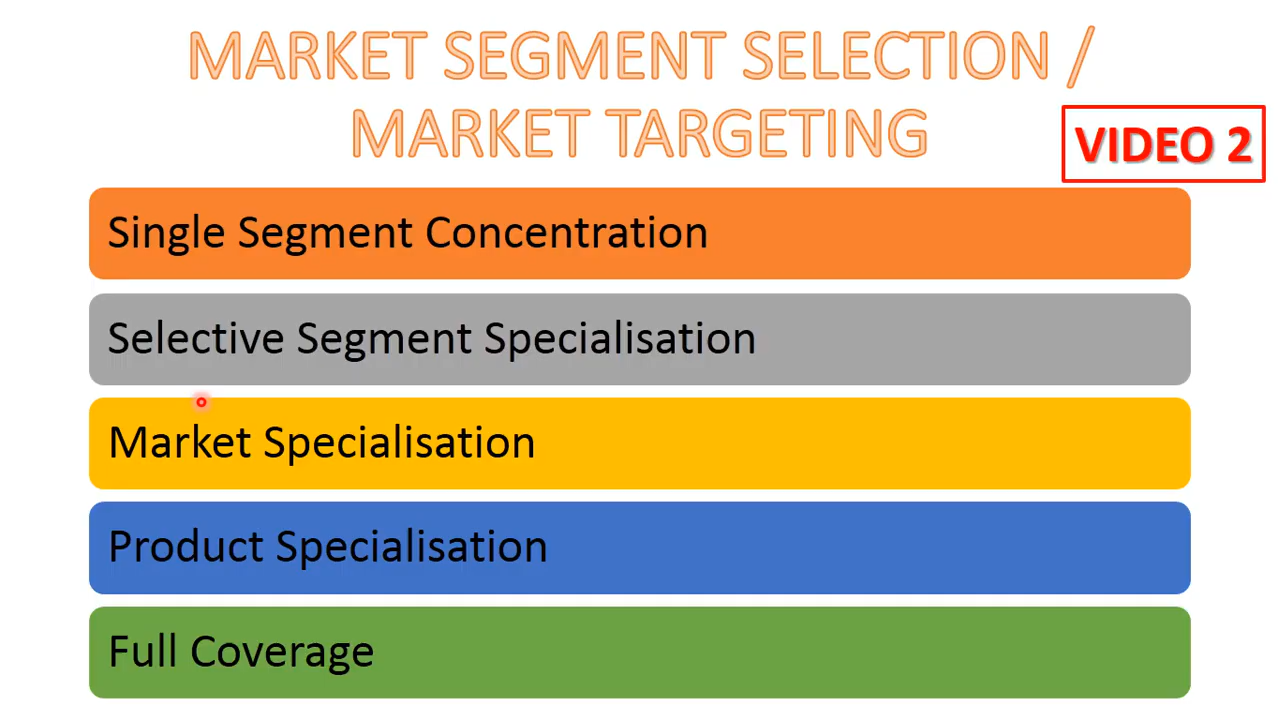 MARKET SEGMENT SELECTION /
MARKET TARGETING
VIDEO 2
Single Segment Concentration
Selective Segment Specialisation
Market Specialisation
Product Specialisation
Full Coverage